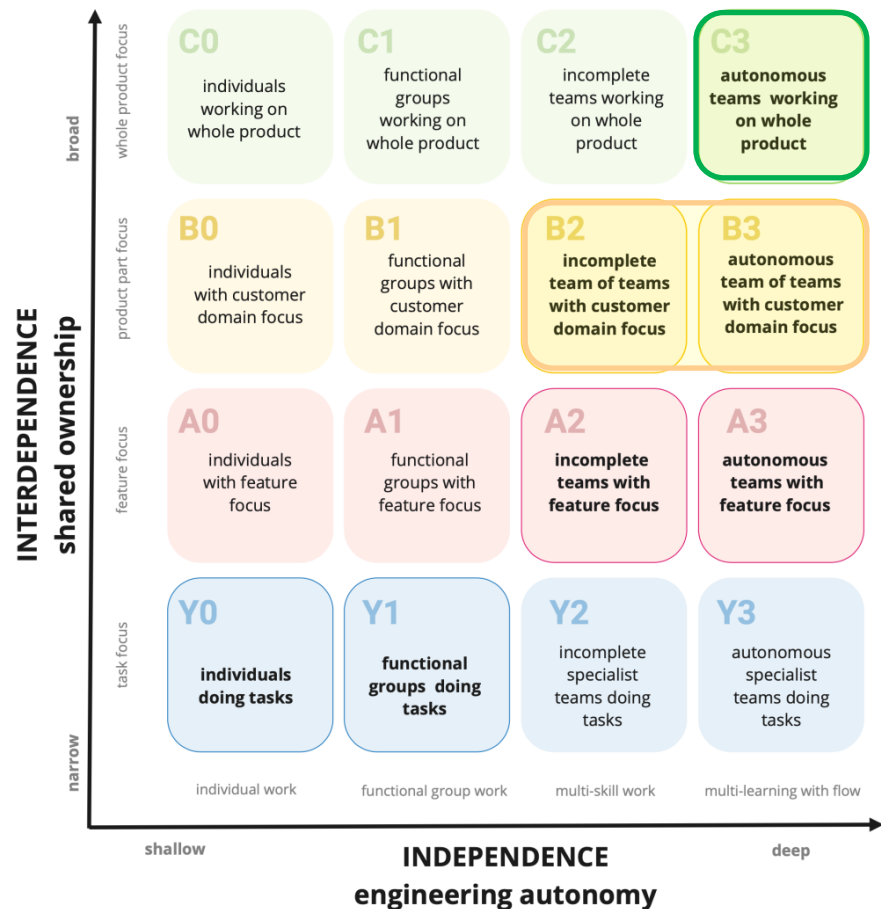 INTERDEPENDENCE
shared ownership
broad
narrow
whole product focus
product part focus
feature focus
task focus
C0
individuals
working on
whole product
C1
functional
groups
working on
whole product
C2
incomplete
teams working
on whole
product
C3
autonomous
teams working
on whole
product
B0
individuals
with customer
domain focus
B1
functional
groups with
customer
domain focus
B2
incomplete
team of teams
with customer
domain focus
B3
autonomous
team of teams
with customer
domain focus
A0
individuals
with feature
focus
A1
functional
groups with
feature focus
A2
incomplete
teams with
feature focus
A3
autonomous
teams with
feature focus
Y0
individuals
doing tasks
Y1
functional
groups doing
tasks
Y2
incomplete
specialist
teams doing
tasks
Y3
autonomous
specialist
teams doing
tasks
individual work
functional group work
multi-skill work
multi-learning with flow
shallow
deep
INDEPENDENCE
engineering autonomy